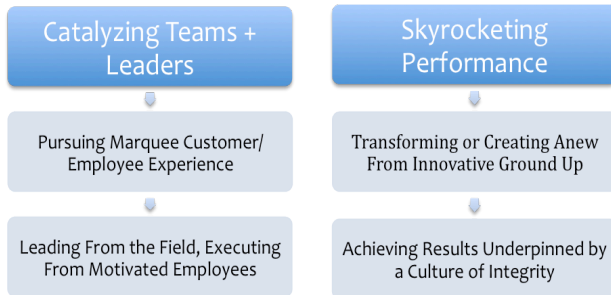 Catalyzing Teams +
Leaders
Pursuing Marquee Customer/
Employee Experience
Leading From the Field, Executing
From Motivated Employees
Skyrocketing
Performance
Transforming or Creating Anew
From Innovative Ground Up
Achieving Results Underpinned by
a Culture of Integrity